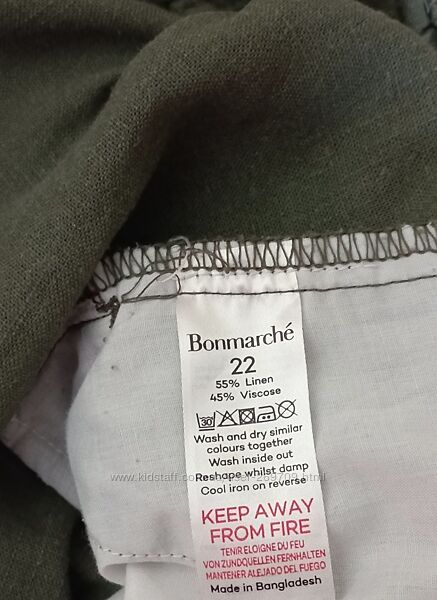 Bonmarché
22
55% Linen
45% Viscose
30
Wash and dry similar
colours together
Wash inside out
Reshape whilst damp
Cool iron on reverse
KEEP AWAY
FROM FIRE
TENIR ELOIGNE DU FEU
VON ZUNDQUELLEN FERNHALTEN
MANTENER ALEJADO DEL FUEGO
Made in Bangladesh